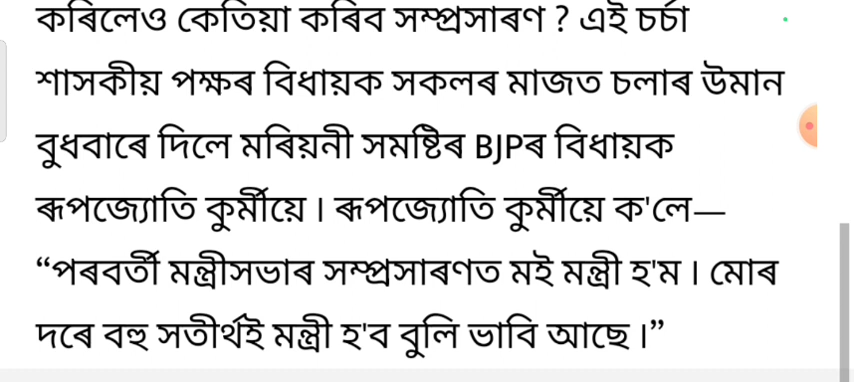 কৰিলেও কেতিয়া কৰিব সম্প্ৰসাৰণ ? এই চৰ্চা
শাসকীয় পক্ষৰ বিধায়ক সকলৰ মাজত চলাৰ উমান
বুধবাৰে দিলে মৰিয়নী সমষ্টিৰ BJPৰ বিধায়ক
ৰূপজ্যোতি কুৰ্মীয়ে । ৰূপজ্যোতি কুৰ্মীয়ে ক'লে—
“পৰবৰ্তী মন্ত্ৰীসভাৰ সম্প্ৰসাৰণত মই মন্ত্ৰী হ'ম । মোৰ
দৰে বহু সতীৰ্থই মন্ত্ৰী হ'ব বুলি ভাবি আছে ।”